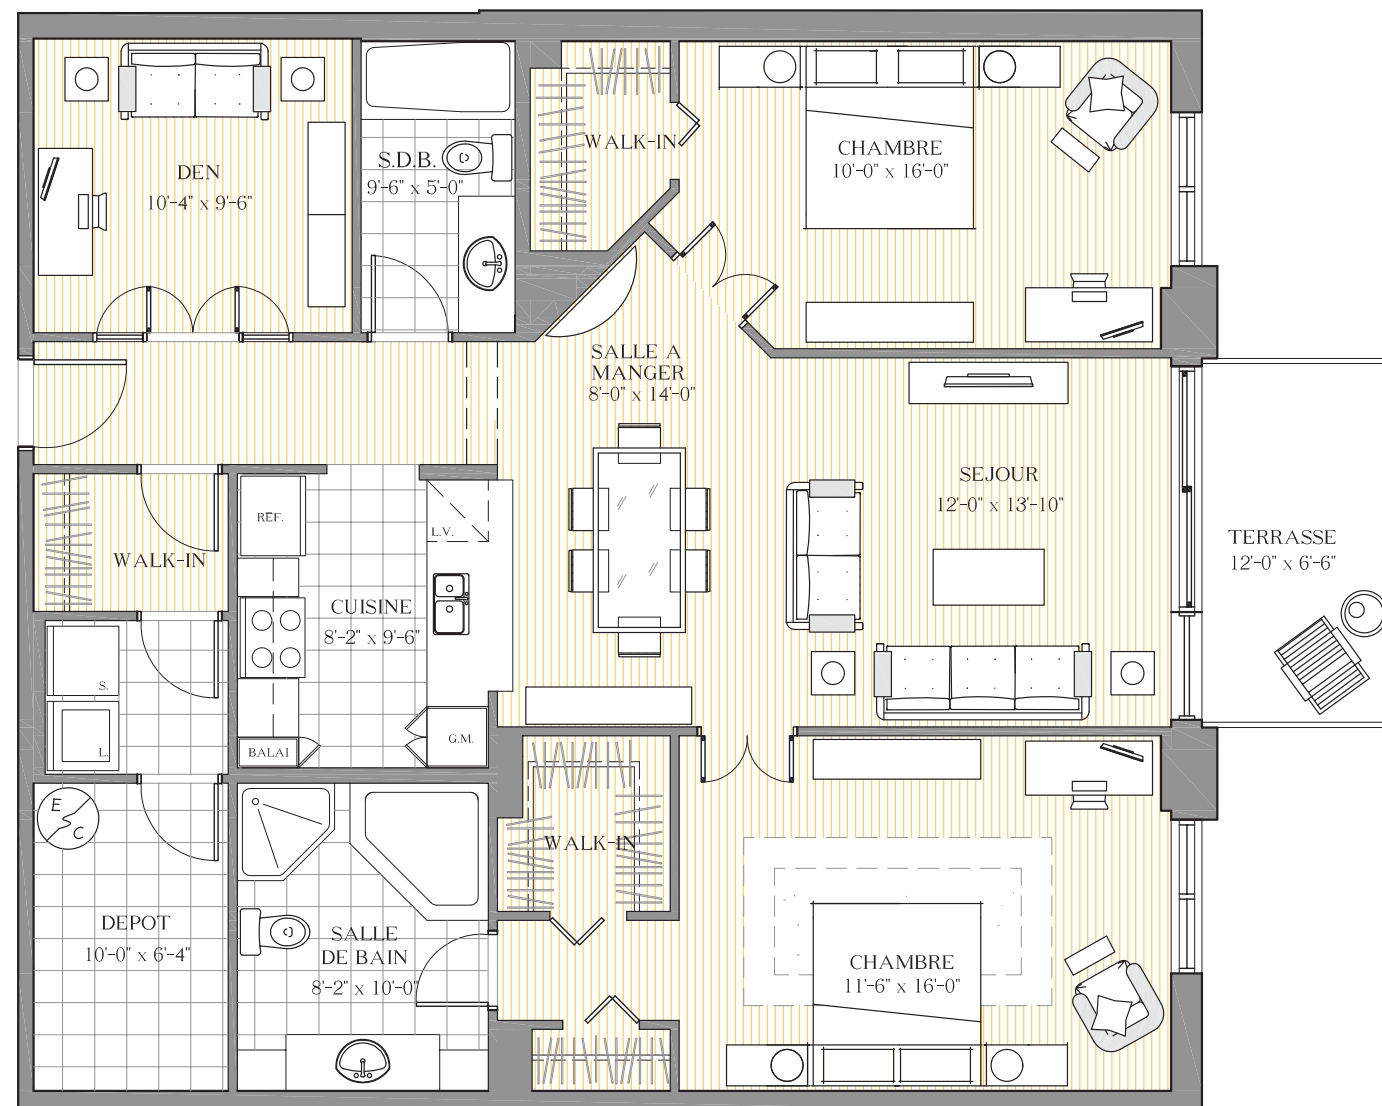 DEN
10'-4" x 9'-6"
S.D.B.
9'-6" x 5'-0"
WALK-IN
CHAMBRE
10'-0" x 16'-0"
SALLE A
MANGER
8'-0" x 14'-0"
SEJOUR
12'-0" x 13'-10"
TERRASSE
12'-0" x 6'-6"
REF.
L.V.
WALK-IN
CUISINE
8'-2" x 9'-6"
S.
L.
BALAI
G.M.
E
C
WALK-IN
DEPOT
10'-0" x 6'-4"
SALLE
DE BAIN
8'-2" x 10'-0"
CHAMBRE
11'-6" x 16'-0"